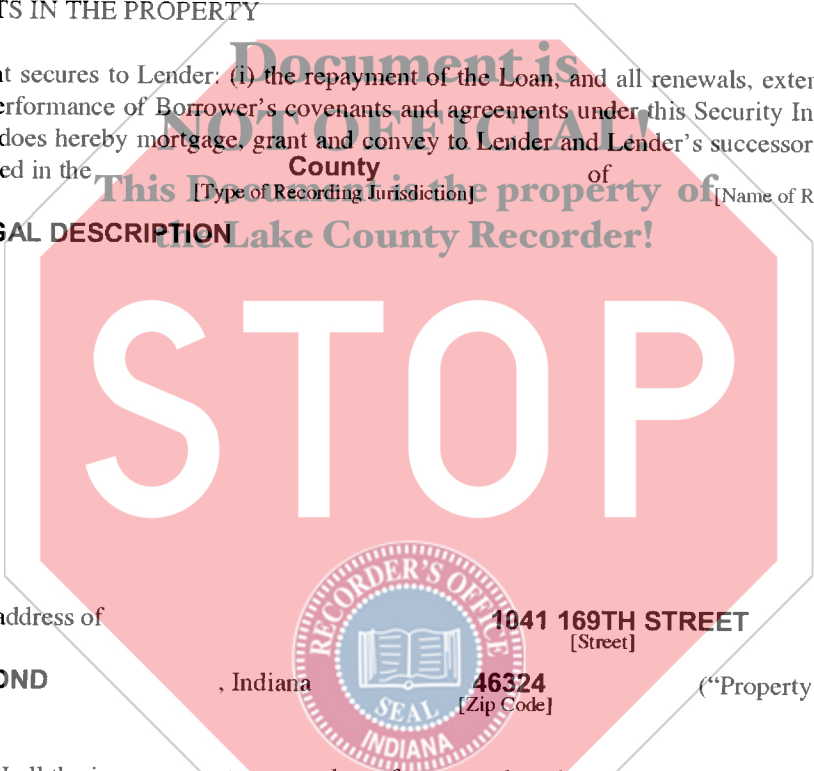 TS IN THE PROPERTY
Document is
t secures to Lender: (i) the repayment of the Loan, and all renewals, exter
erformance of Borrower's covenants and agreements under this Security In
NOT OFFICIAL!
does hereby mortgage, grant and convey to Lender and Lender's successor
ed in the County of
This Document is the property of
[Type of Recording Jurisdiction] [Name of R
GAL DESCRIPTION
the Lake County Recorder!
STOP
RECORDER'S OFFICE
address of 1041 169TH STREET
[Street]
OND , Indiana 46324 ("Property
[Zip Code]
SEAL
INDIANA